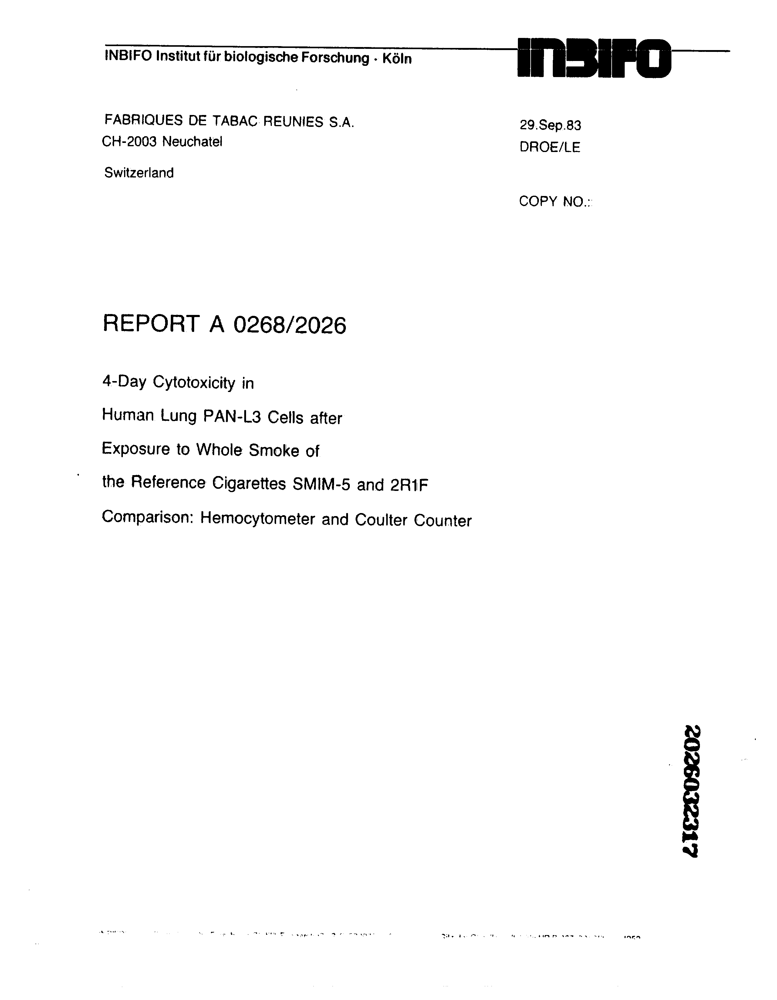 INBIFO Institut für biologische Forschung · Köln
INBIFO
FABRIQUES DE TABAC REUNIES S.A.
CH-2003 Neuchatel
Switzerland
29.Sep.83
DROE/LE
COPY NO.:
REPORT A 0268/2026
4-Day Cytotoxicity in
Human Lung PAN-L3 Cells after
Exposure to Whole Smoke of
the Reference Cigarettes SMIM-5 and 2R1F
Comparison: Hemocytometer and Coulter Counter
2026032317